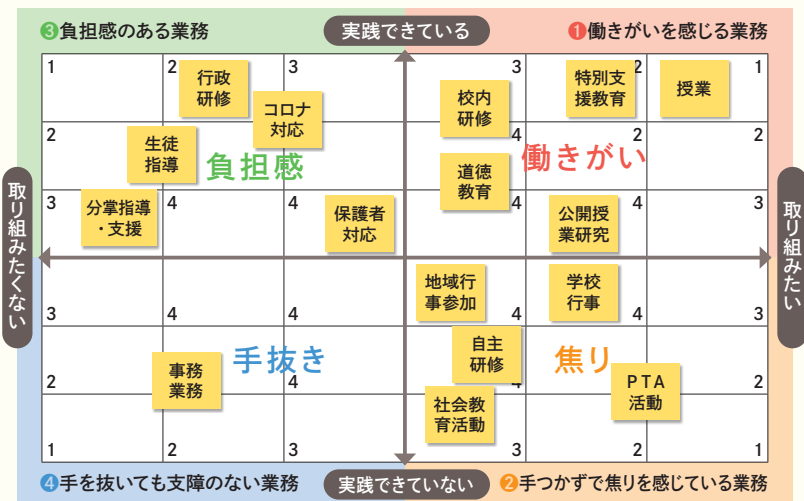 ❸負担感のある業務
実践できている
❶働きがいを感じる業務
1
2
3
3
2
1
行政
研修
コロナ
対応
校内
研修
特別支
援教育
授業
2
4
2
2
生徒
指導
負担感
働きがい
道徳
教育
3
4
4
4
4
3
分掌指導
・支援
保護者
対応
公開授
業研究
取り組みたくない
取り組みたい
地域行
事参加
学校
行事
3
4
4
4
4
3
手抜き
自主
研修
焦り
事務
業務
PTA
活動
2
4
4
2
社会教
育活動
1
2
3
3
2
1
❹手を抜いても支障のない業務
実践できていない
❷手つかずで焦りを感じている業務